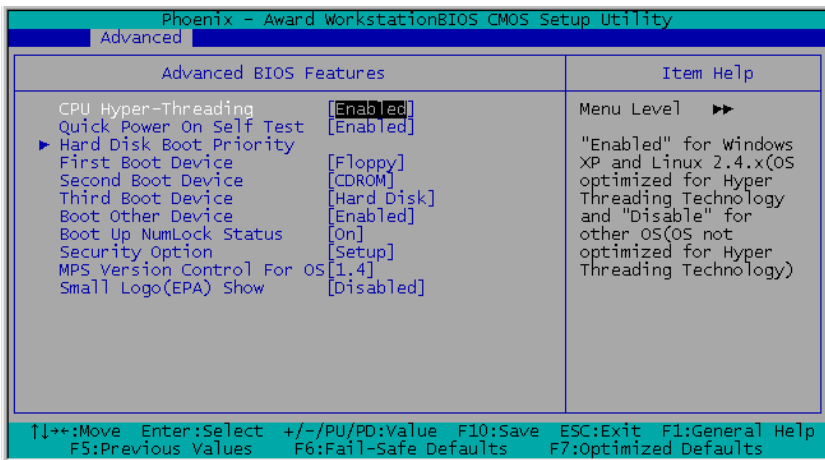 Phoenix - Award WorkstationBIOS CMOS Setup Utility
Advanced
Advanced BIOS Features
Item Help
CPU Hyper-Threading [Enabled]
Quick Power On Self Test [Enabled]
▶ Hard Disk Boot Priority
First Boot Device [Floppy]
Second Boot Device [CDROM]
Third Boot Device [Hard Disk]
Boot Other Device [Enabled]
Boot Up NumLock Status [On]
Security Option [Setup]
MPS Version Control For OS[1.4]
Small Logo(EPA) Show [Disabled]
Menu Level ▶▶
"Enabled" for Windows
XP and Linux 2.4.x(OS
optimized for Hyper
Threading Technology
and "Disable" for
other OS(OS not
optimized for Hyper
Threading Technology)
↑↓→←:Move Enter:Select +/-/PU/PD:Value F10:Save ESC:Exit F1:General Help
F5:Previous Values F6:Fail-Safe Defaults F7:Optimized Defaults